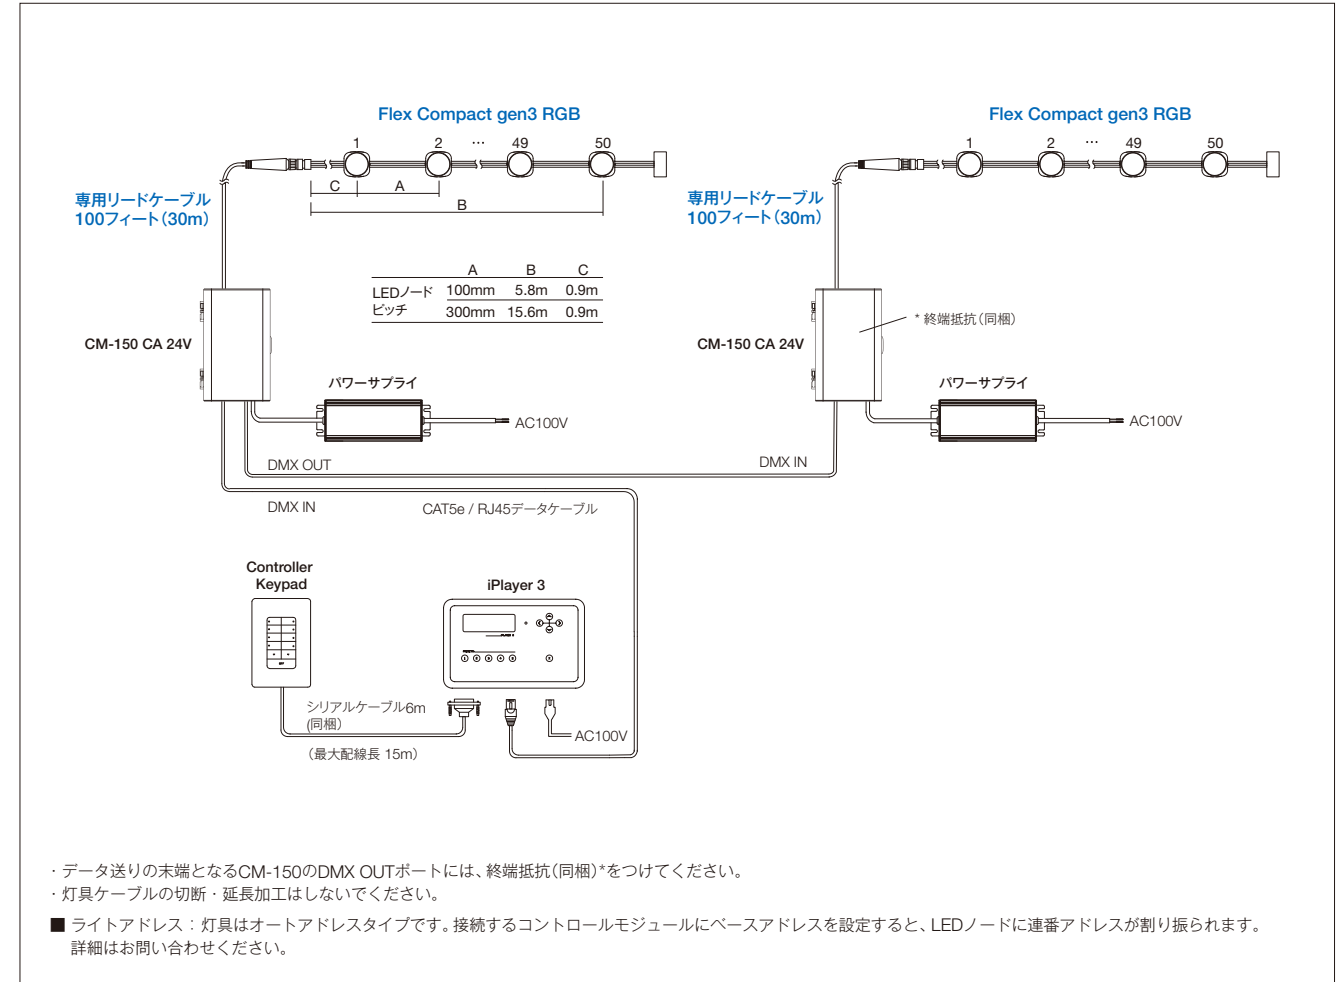 Flex Compact gen3 RGB
1 2 … 49 50
C A
B
専用リードケーブル
100フィート（30m）
A B C
LEDノード
ピッチ
100mm 5.8m 0.9m
300mm 15.6m 0.9m
CM-150 CA 24V
パワーサプライ
AC100V
DMX OUT
DMX IN
CAT5e / RJ45データケーブル
Flex Compact gen3 RGB
1 2 … 49 50
専用リードケーブル
100フィート（30m）
* 終端抵抗（同梱）
CM-150 CA 24V
パワーサプライ
AC100V
DMX IN
Controller
Keypad
iPlayer 3
シリアルケーブル6m
(同梱）
（最大配線長 15m）
AC100V
・データ送りの末端となるCM-150のDMX OUTポートには、終端抵抗（同梱）*をつけてください。
・灯具ケーブルの切断・延長加工はしないでください。
■ ライトアドレス：灯具はオートアドレスタイプです。接続するコントロールモジュールにベースアドレスを設定すると、LEDノードに連番アドレスが割り振られます。
詳細はお問い合わせください。